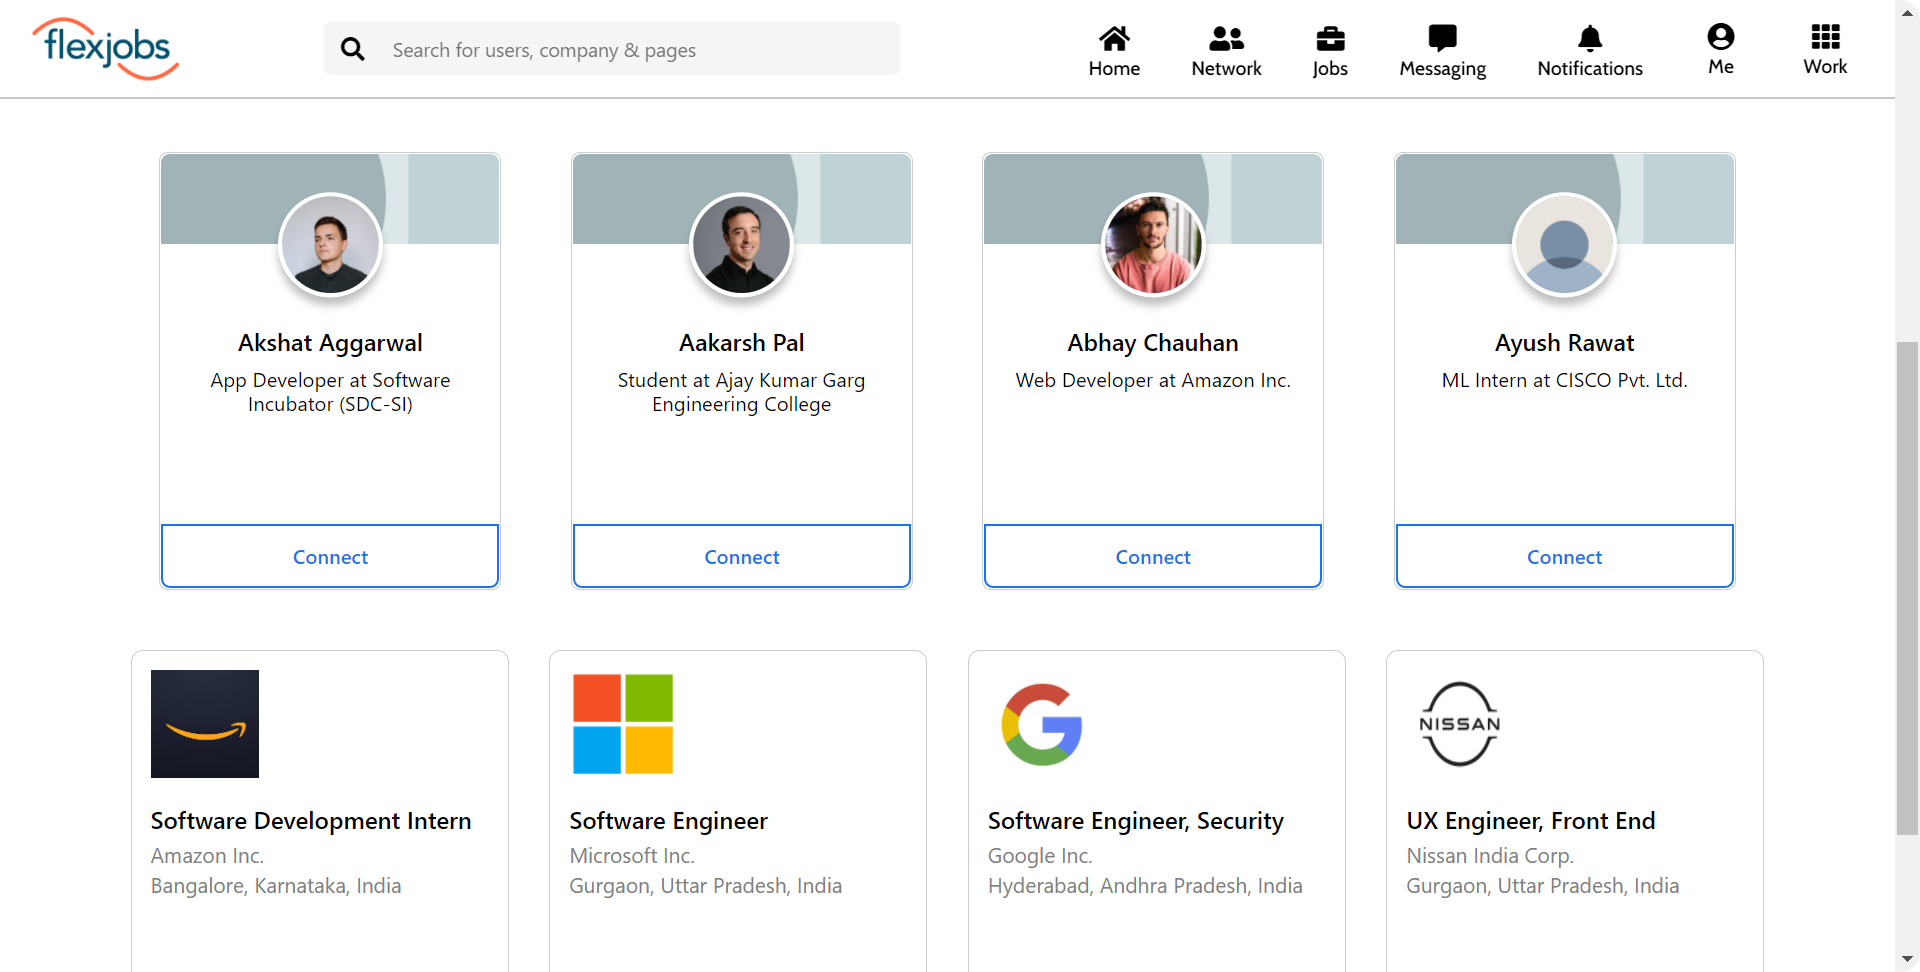 flexjobs
Search for users, company & pages
Home
Network
Jobs
Messaging
Notifications
Me
Work
Akshat Aggarwal
App Developer at Software
Incubator (SDC-SI)
Connect
Aakarsh Pal
Student at Ajay Kumar Garg
Engineering College
Connect
Abhay Chauhan
Web Developer at Amazon Inc.
Connect
Ayush Rawat
ML Intern at CISCO Pvt. Ltd.
Connect
Software Development Intern
Amazon Inc.
Bangalore, Karnataka, India
Software Engineer
Microsoft Inc.
Gurgaon, Uttar Pradesh, India
Software Engineer, Security
Google Inc.
Hyderabad, Andhra Pradesh, India
NISSAN
UX Engineer, Front End
Nissan India Corp.
Gurgaon, Uttar Pradesh, India